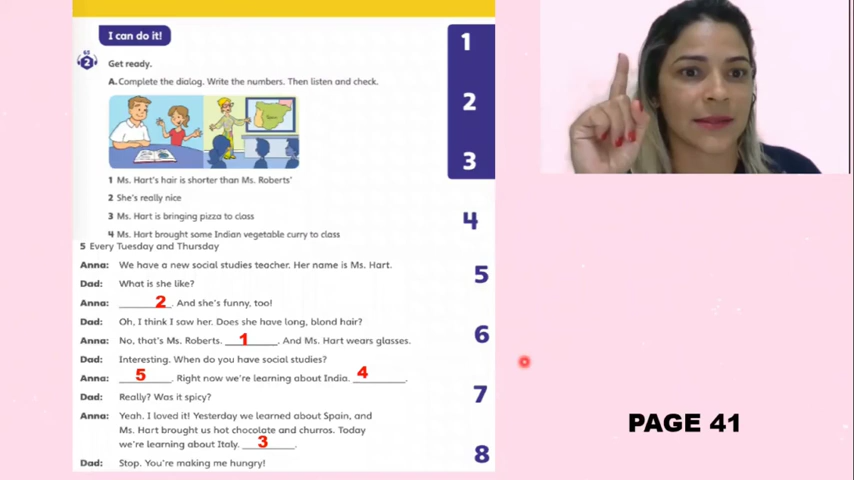 I can do it!
63
2
Get ready.
A. Complete the dialog. Write the numbers. Then listen and check.
Spain
1 Ms. Hart's hair is shorter than Ms. Roberts'
2 She's really nice
3 Ms. Hart is bringing pizza to class
4 Ms. Hart brought some Indian vegetable curry to class
5 Every Tuesday and Thursday
Anna: We have a new social studies teacher. Her name is Ms. Hart.
Dad: What is she like?
Anna: ____2____. And she's funny, too!
Dad: Oh, I think I saw her. Does she have long, blond hair?
Anna: No, that's Ms. Roberts. ____1____. And Ms. Hart wears glasses.
Dad: Interesting. When do you have social studies?
Anna: ____5____. Right now we're learning about India. ____4____.
Dad: Really? Was it spicy?
Anna: Yeah. I loved it! Yesterday we learned about Spain, and
Ms. Hart brought us hot chocolate and churros. Today
we're learning about Italy. ____3____.
Dad: Stop. You're making me hungry!
1
2
3
4
5
6
7
8
PAGE 41